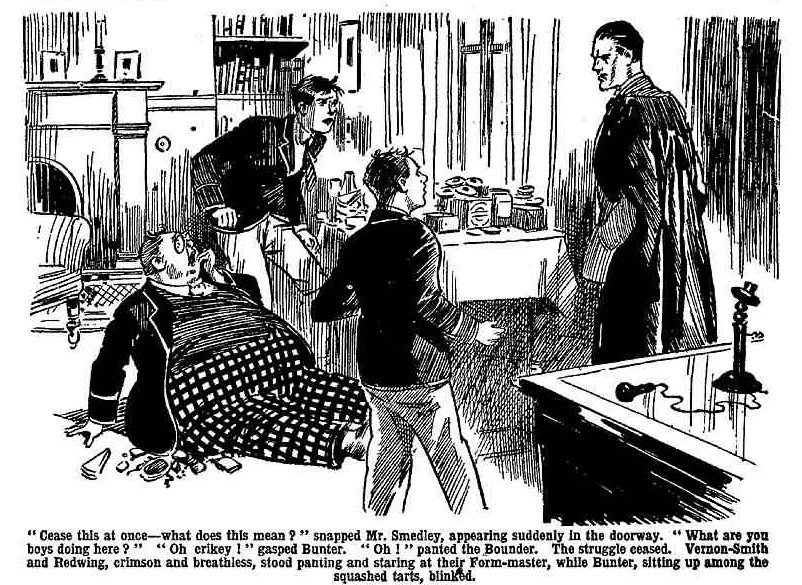 “ Cease this at once—what does this mean ? ” snapped Mr. Smedley, appearing suddenly in the doorway. “ What are you
boys doing here ? ” “ Oh crikey ! ” gasped Bunter. “ Oh ! ” panted the Bounder. The struggle ceased. Vernon-Smith
and Redwing, crimson and breathless, stood panting and staring at their Form-master, while Bunter, sitting up among the
squashed tarts, blinked.